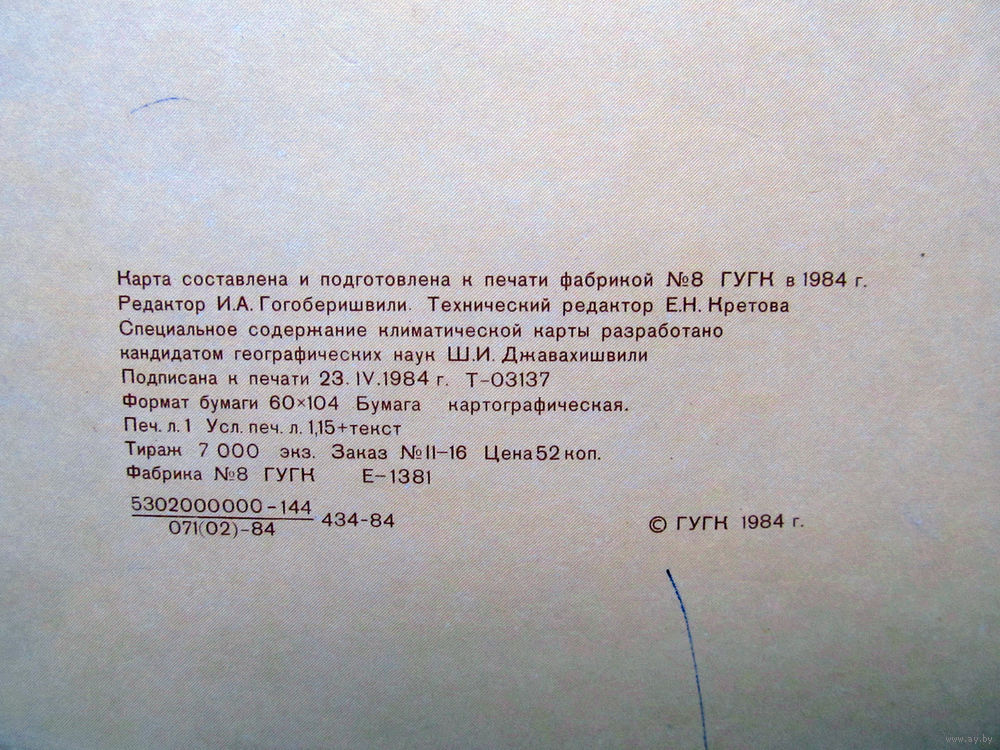 Карта составлена и подготовлена к печати фабрикой №8 ГУГК в 1984 г.
Редактор И.А. Гогоберишвили. Технический редактор Е.Н. Кретова
Специальное содержание климатической карты разработано
кандидатом географических наук Ш.И. Джавахишвили
Подписана к печати 23. IV.1984 г. Т-03137
Формат бумаги 60×104 Бумага картографическая.
Печ. л. 1 Усл. печ. л. 1,15+текст
Тираж 7 000 экз. Заказ №II-16 Цена 52 коп.
Фабрика №8 ГУГК Е-1381
5302000000-144
071(02)-84
434-84
© ГУГК 1984 г.
www.ay.by